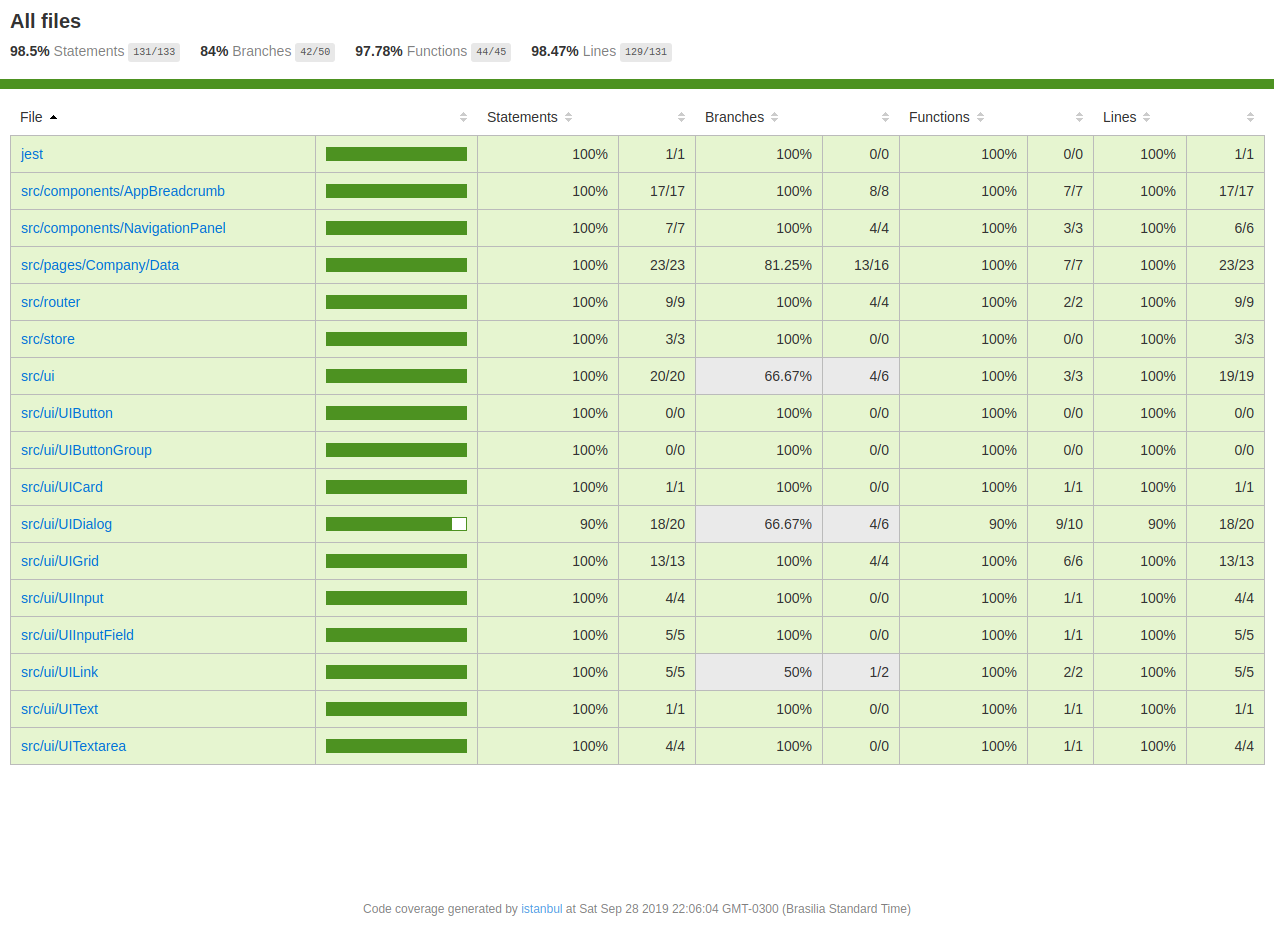 All files
98.5% Statements 131/133 84% Branches 42/50 97.78% Functions 44/45 98.47% Lines 129/131
File Statements Branches Functions Lines
jest 100% 1/1 100% 0/0 100% 0/0 100% 1/1
src/components/AppBreadcrumb 100% 17/17 100% 8/8 100% 7/7 100% 17/17
src/components/NavigationPanel 100% 7/7 100% 4/4 100% 3/3 100% 6/6
src/pages/Company/Data 100% 23/23 81.25% 13/16 100% 7/7 100% 23/23
src/router 100% 9/9 100% 4/4 100% 2/2 100% 9/9
src/store 100% 3/3 100% 0/0 100% 0/0 100% 3/3
src/ui 100% 20/20 66.67% 4/6 100% 3/3 100% 19/19
src/ui/UIButton 100% 0/0 100% 0/0 100% 0/0 100% 0/0
src/ui/UIButtonGroup 100% 0/0 100% 0/0 100% 0/0 100% 0/0
src/ui/UICard 100% 1/1 100% 0/0 100% 1/1 100% 1/1
src/ui/UIDialog 90% 18/20 66.67% 4/6 90% 9/10 90% 18/20
src/ui/UIGrid 100% 13/13 100% 4/4 100% 6/6 100% 13/13
src/ui/UIInput 100% 4/4 100% 0/0 100% 1/1 100% 4/4
src/ui/UIInputField 100% 5/5 100% 0/0 100% 1/1 100% 5/5
src/ui/UILink 100% 5/5 50% 1/2 100% 2/2 100% 5/5
src/ui/UIText 100% 1/1 100% 0/0 100% 1/1 100% 1/1
src/ui/UITextarea 100% 4/4 100% 0/0 100% 1/1 100% 4/4
Code coverage generated by istanbul at Sat Sep 28 2019 22:06:04 GMT-0300 (Brasilia Standard Time)